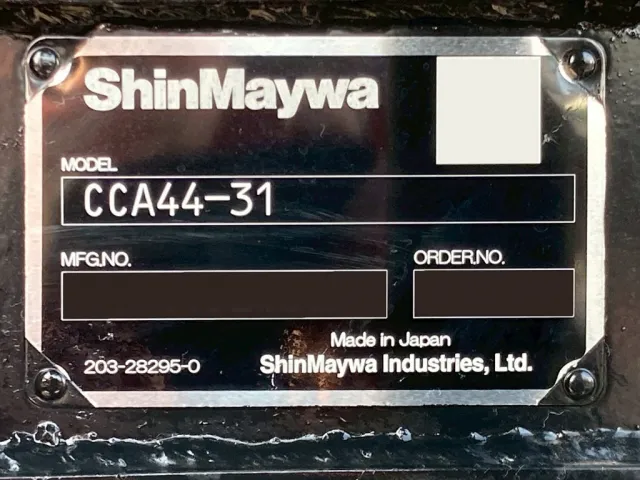 ShinMaywa
MODEL
CCA44-31
MFG.NO.
ORDER.NO.
Made in Japan
203-28295-0
ShinMaywa Industries, Ltd.